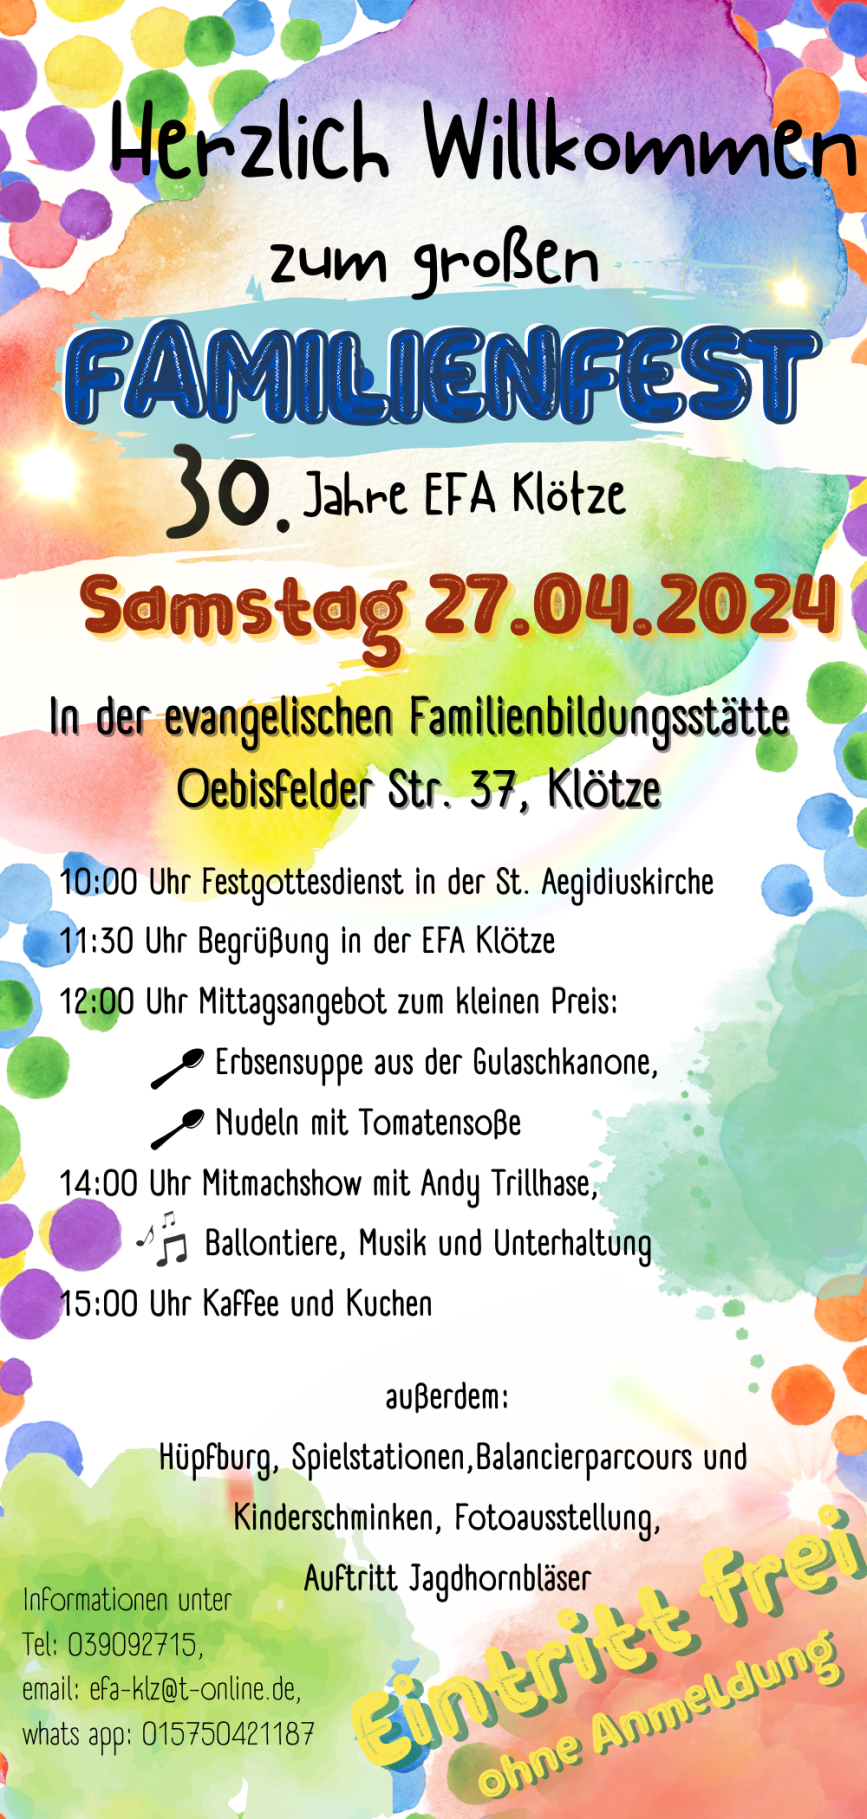 Herzlich Willkommen
zum großen
FAMILIENFEST
30. Jahre EFA Klötze
Samstag 27.04.2024
In der evangelischen Familienbildungsstätte
Oebisfelder Str. 37, Klötze
10:00 Uhr Festgottesdienst in der St. Aegidiuskirche
11:30 Uhr Begrüßung in der EFA Klötze
12:00 Uhr Mittagsangebot zum kleinen Preis:
Erbsensuppe aus der Gulaschkanone,
Nudeln mit Tomatensoße
14:00 Uhr Mitmachshow mit Andy Trillhase,
Ballontiere, Musik und Unterhaltung
15:00 Uhr Kaffee und Kuchen
außerdem:
Hüpfburg, Spielstationen,Balancierparcours und
Kinderschminken, Fotoausstellung,
Auftritt Jagdhornbläser
Informationen unter
Tel: 039092715,
email: efa-klz@t-online.de,
whats app: 015750421187
Eintritt frei
ohne Anmeldung